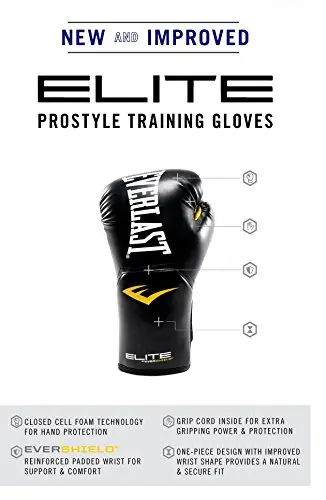 NEW AND IMPROVED
ELITE
PROSTYLE TRAINING GLOVES
EVERLAST
ELITE
EVERSHIELD
CLOSED CELL FOAM TECHNOLOGY
FOR HAND PROTECTION
EVERSHIELD™
REINFORCED PADDED WRIST FOR
SUPPORT & COMFORT
GRIP CORD INSIDE FOR EXTRA
GRIPPING POWER & PROTECTION
ONE-PIECE DESIGN WITH IMPROVED
WRIST SHAPE PROVIDES A NATURAL
& SECURE FIT